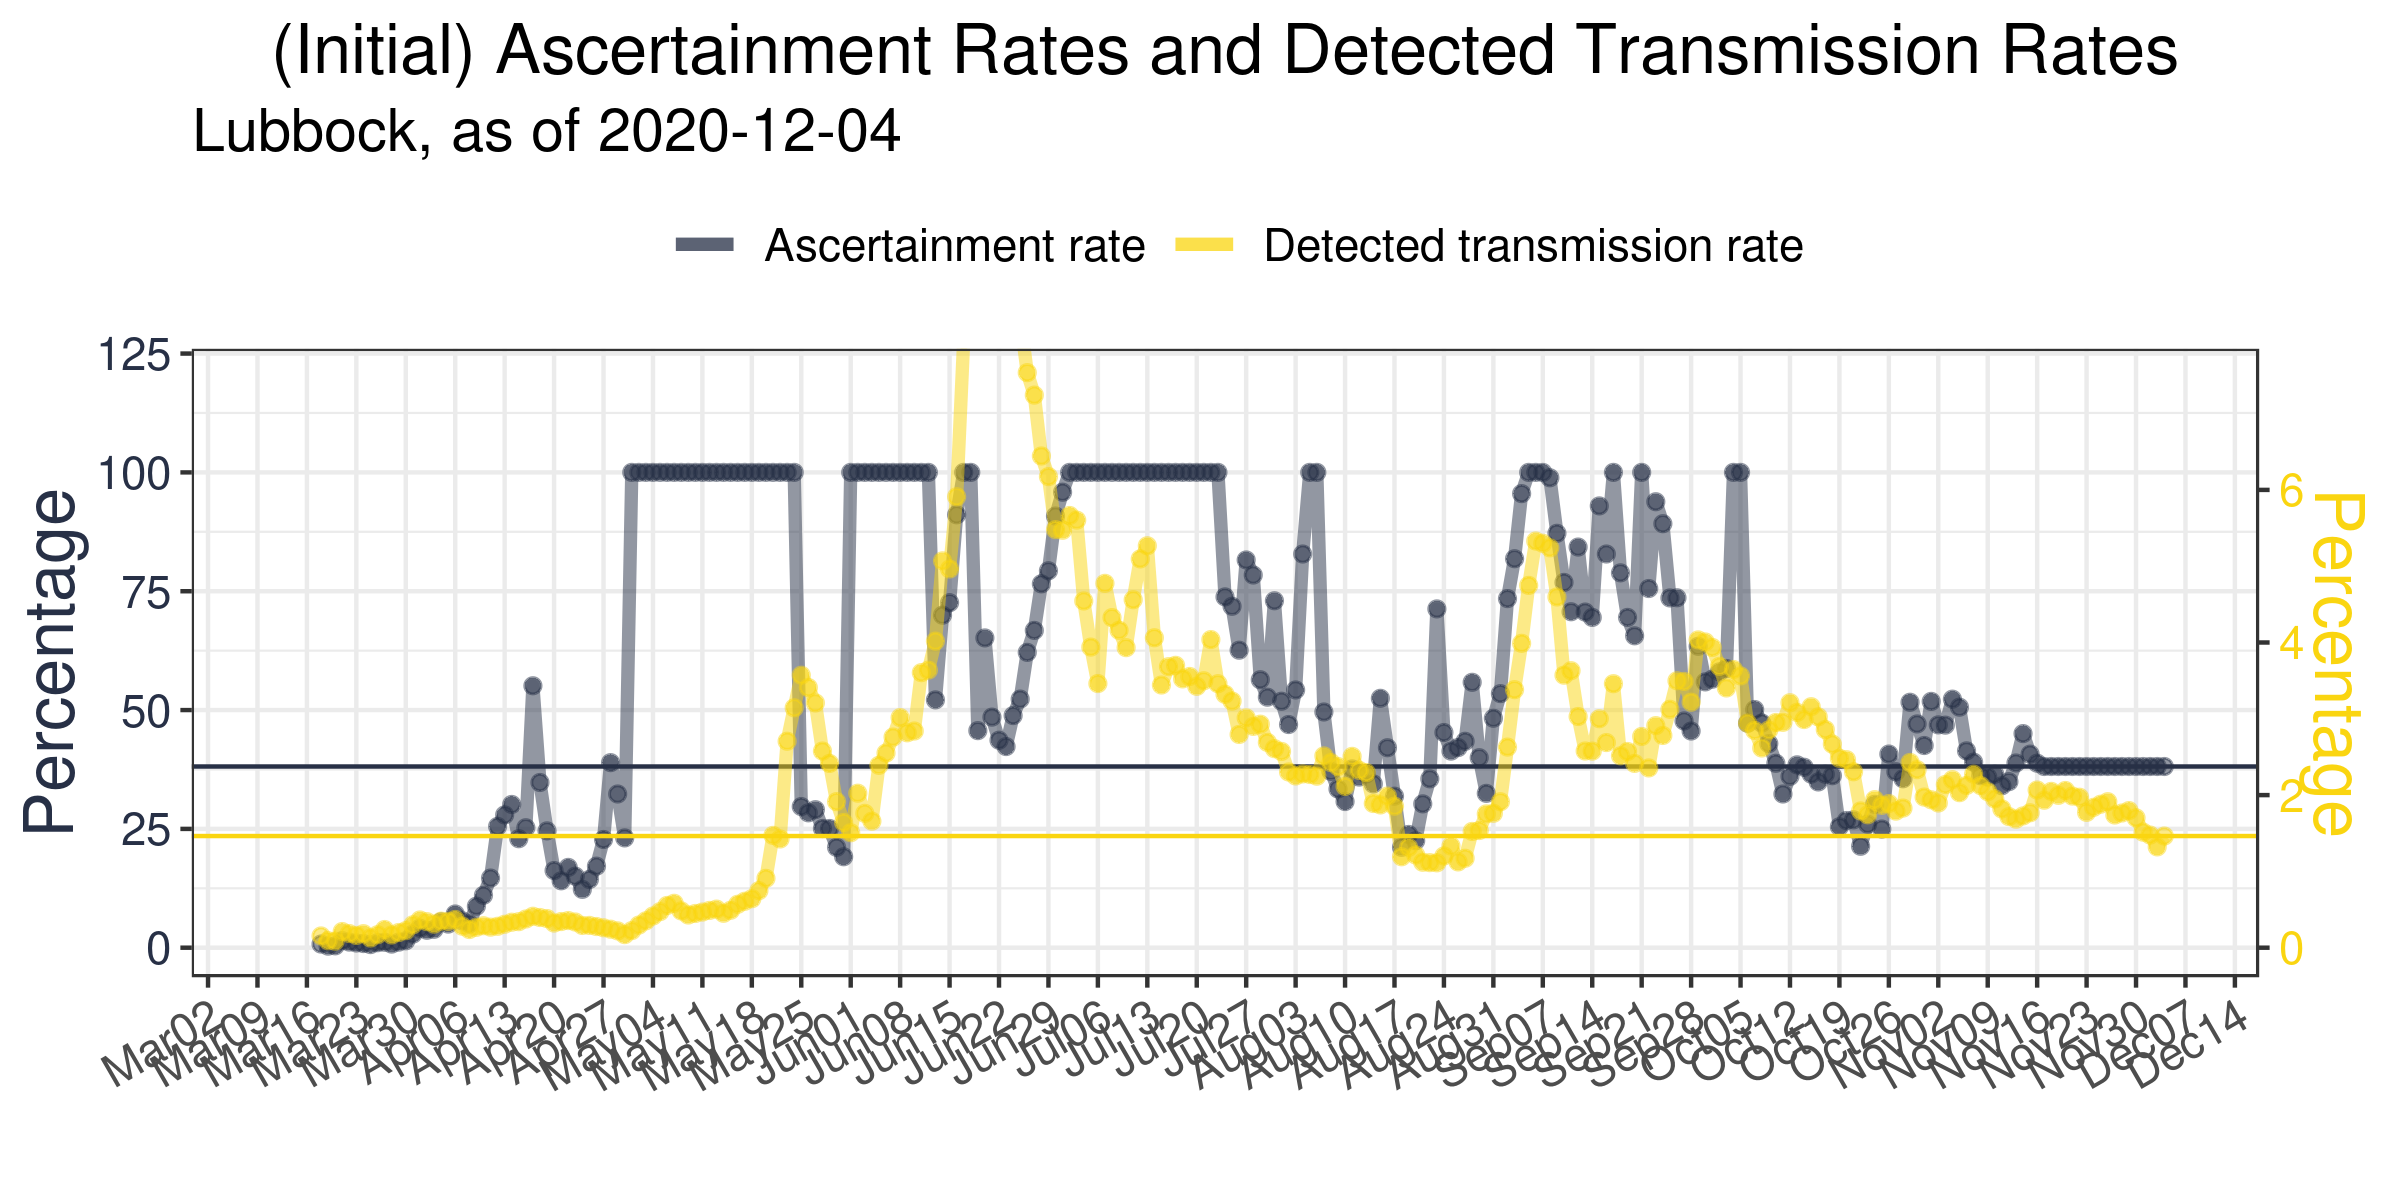 (Initial) Ascertainment Rates and Detected Transmission Rates
Lubbock, as of 2020-12-04
Ascertainment rate
Detected transmission rate
125
100
75
50
25
0
Percentage
6
4
2
0
Percentage
Mar02
Mar09
Mar16
Mar23
Mar30
Apr06
Apr13
Apr20
Apr27
May04
May11
May18
May25
Jun01
Jun08
Jun15
Jun22
Jun29
Jul06
Jul13
Jul20
Jul27
Aug03
Aug10
Aug17
Aug24
Aug31
Sep07
Sep14
Sep21
Sep28
Oct05
Oct12
Oct19
Oct26
Nov02
Nov09
Nov16
Nov23
Nov30
Dec07
Dec14